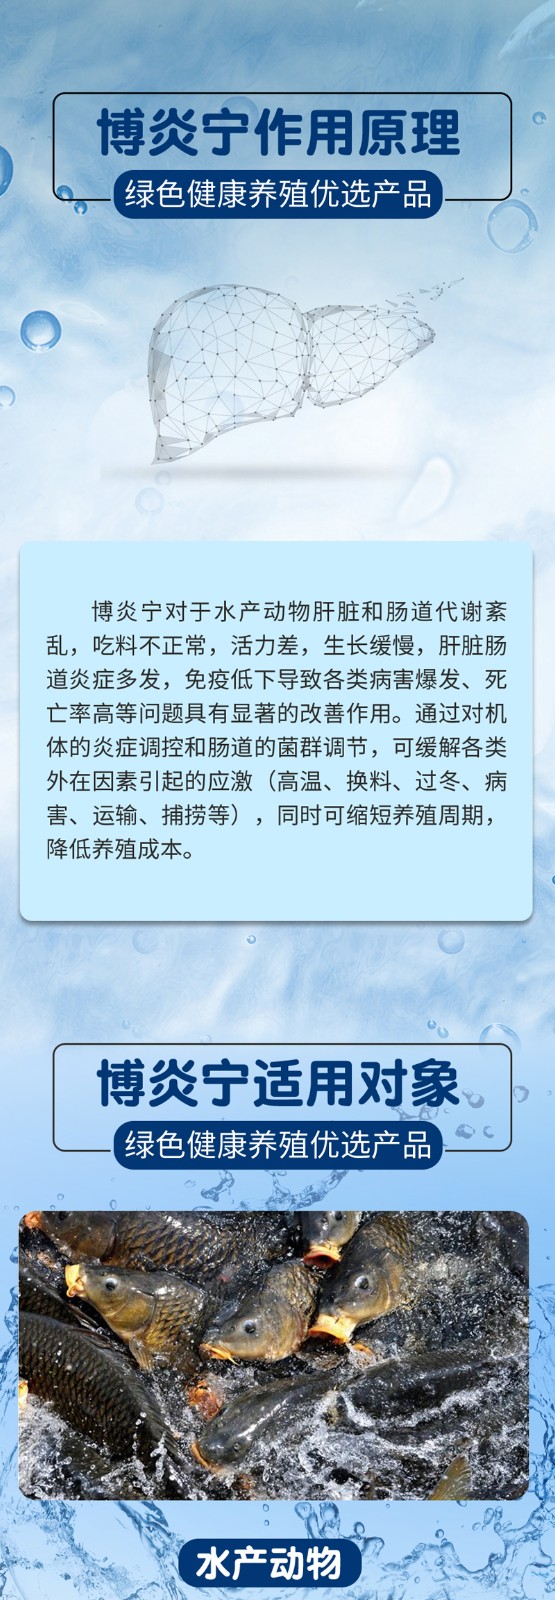 博炎宁作用原理
绿色健康养殖优选产品
博炎宁对于水产动物肝脏和肠道代谢紊
乱，吃料不正常，活力差，生长缓慢，肝脏肠
道炎症多发，免疫低下导致各类病害爆发、死
亡率高等问题具有显著的改善作用。通过对机
体的炎症调控和肠道的菌群调节，可缓解各类
外在因素引起的应激（高温、换料、过冬、病
害、运输、捕捞等），同时可缩短养殖周期，
降低养殖成本。
博炎宁适用对象
绿色健康养殖优选产品
水产动物